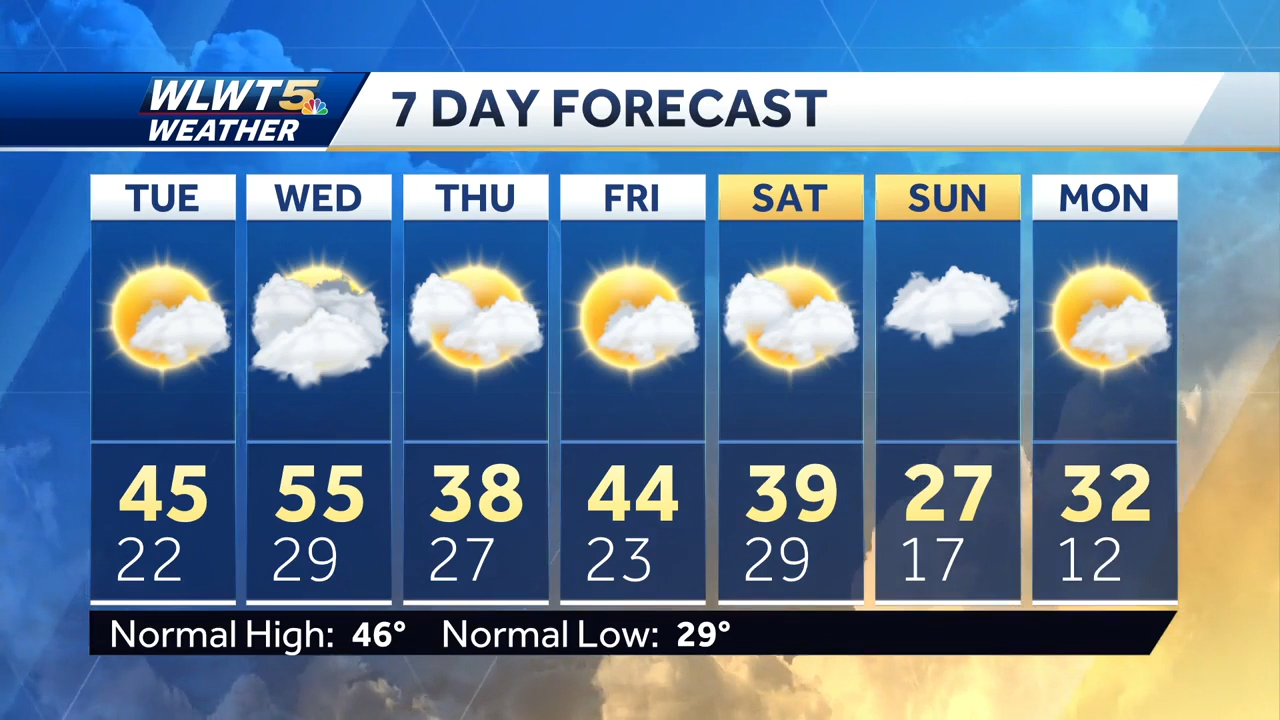 WLWT5
WEATHER
7 DAY FORECAST
TUE WED THU FRI SAT SUN MON
45 55 38 44 39 27 32
22 29 27 23 29 17 12
Normal High: 46° Normal Low: 29°